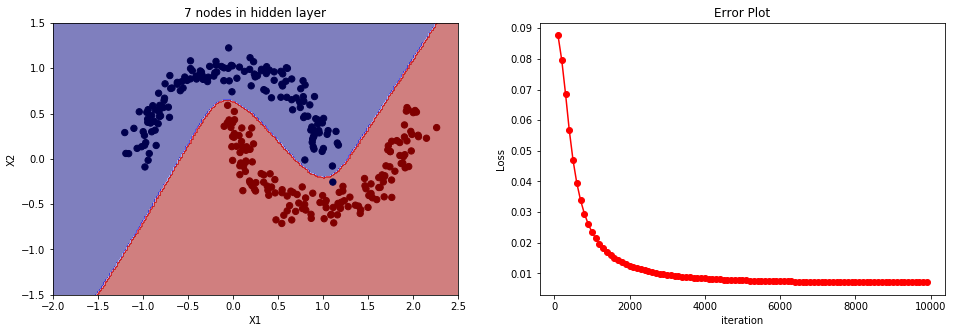 7 nodes in hidden layer
1.5
1.0
0.5
0.0
−0.5
−1.0
−1.5
X2
−2.0 −1.5 −1.0 −0.5 0.0 0.5 1.0 1.5 2.0 2.5
X1
Error Plot
0.09
0.08
0.07
0.06
0.05
0.04
0.03
0.02
0.01
Loss
0 2000 4000 6000 8000 10000
iteration